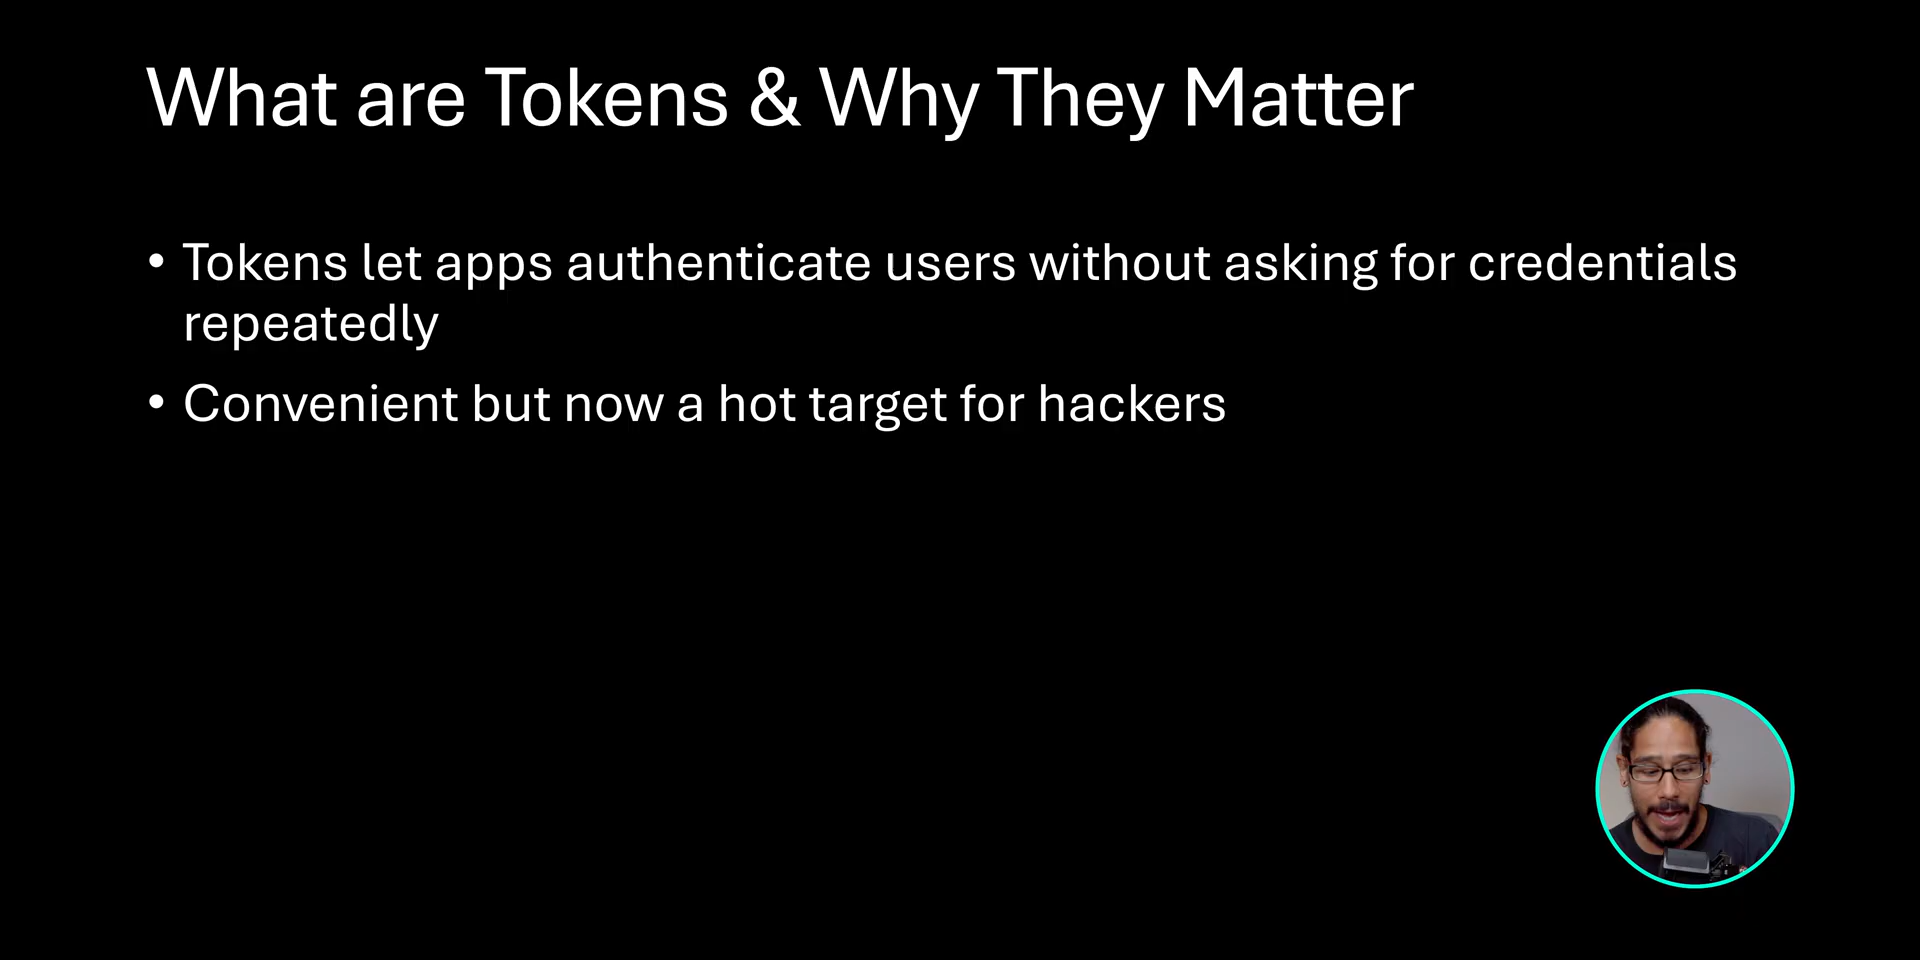 What are Tokens & Why They Matter
• Tokens let apps authenticate users without asking for credentials
repeatedly
• Convenient but now a hot target for hackers